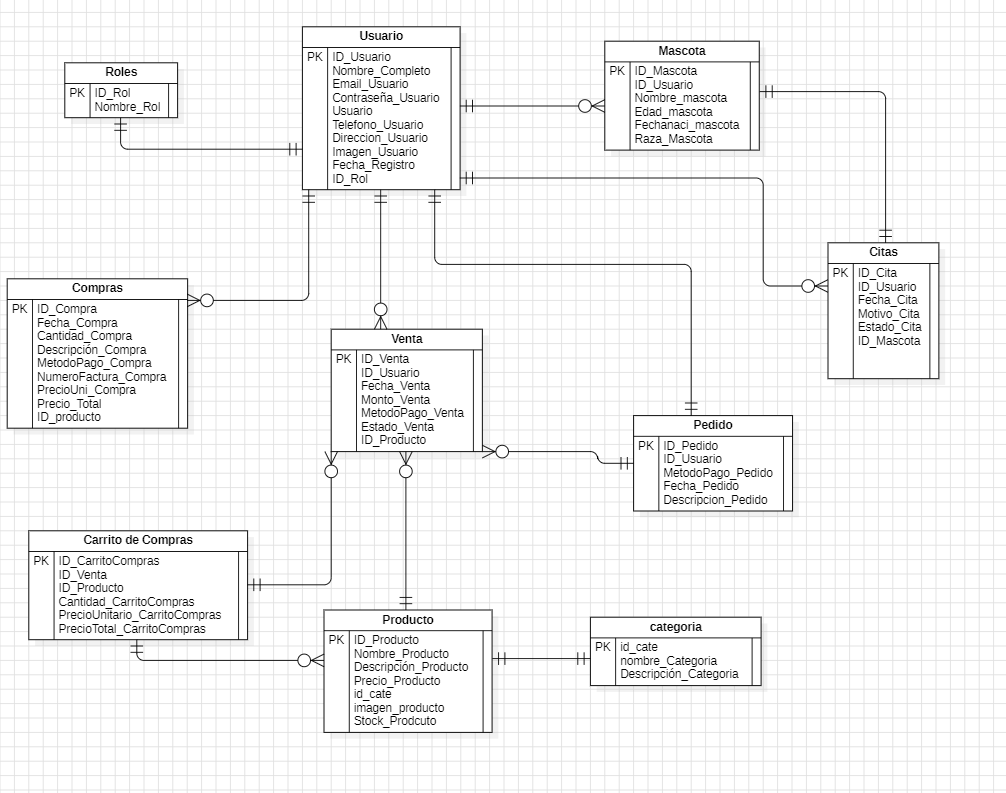 Usuario
PK
ID_Usuario
Nombre_Completo
Email_Usuario
Contraseña_Usuario
Usuario
Telefono_Usuario
Direccion_Usuario
Imagen_Usuario
Fecha_Registro
ID_Rol
Roles
PK
ID_Rol
Nombre_Rol
Mascota
PK
ID_Mascota
ID_Usuario
Nombre_mascota
Edad_mascota
Fechanaci_mascota
Raza_Mascota
Citas
PK
ID_Cita
ID_Usuario
Fecha_Cita
Motivo_Cita
Estado_Cita
ID_Mascota
Compras
PK
ID_Compra
Fecha_Compra
Cantidad_Compra
Descripción_Compra
MetodoPago_Compra
NumeroFactura_Compra
PrecioUni_Compra
Precio_Total
ID_producto
Venta
PK
ID_Venta
ID_Usuario
Fecha_Venta
Monto_Venta
MetodoPago_Venta
Estado_Venta
ID_Producto
Pedido
PK
ID_Pedido
ID_Usuario
MetodoPago_Pedido
Fecha_Pedido
Descripcion_Pedido
Carrito de Compras
PK
ID_CarritoCompras
ID_Venta
ID_Producto
Cantidad_CarritoCompras
PrecioUnitario_CarritoCompras
PrecioTotal_CarritoCompras
Producto
PK
ID_Producto
Nombre_Producto
Descripción_Producto
Precio_Producto
id_cate
imagen_producto
Stock_Prodcuto
categoria
PK
id_cate
nombre_Categoria
Descripción_Categoria